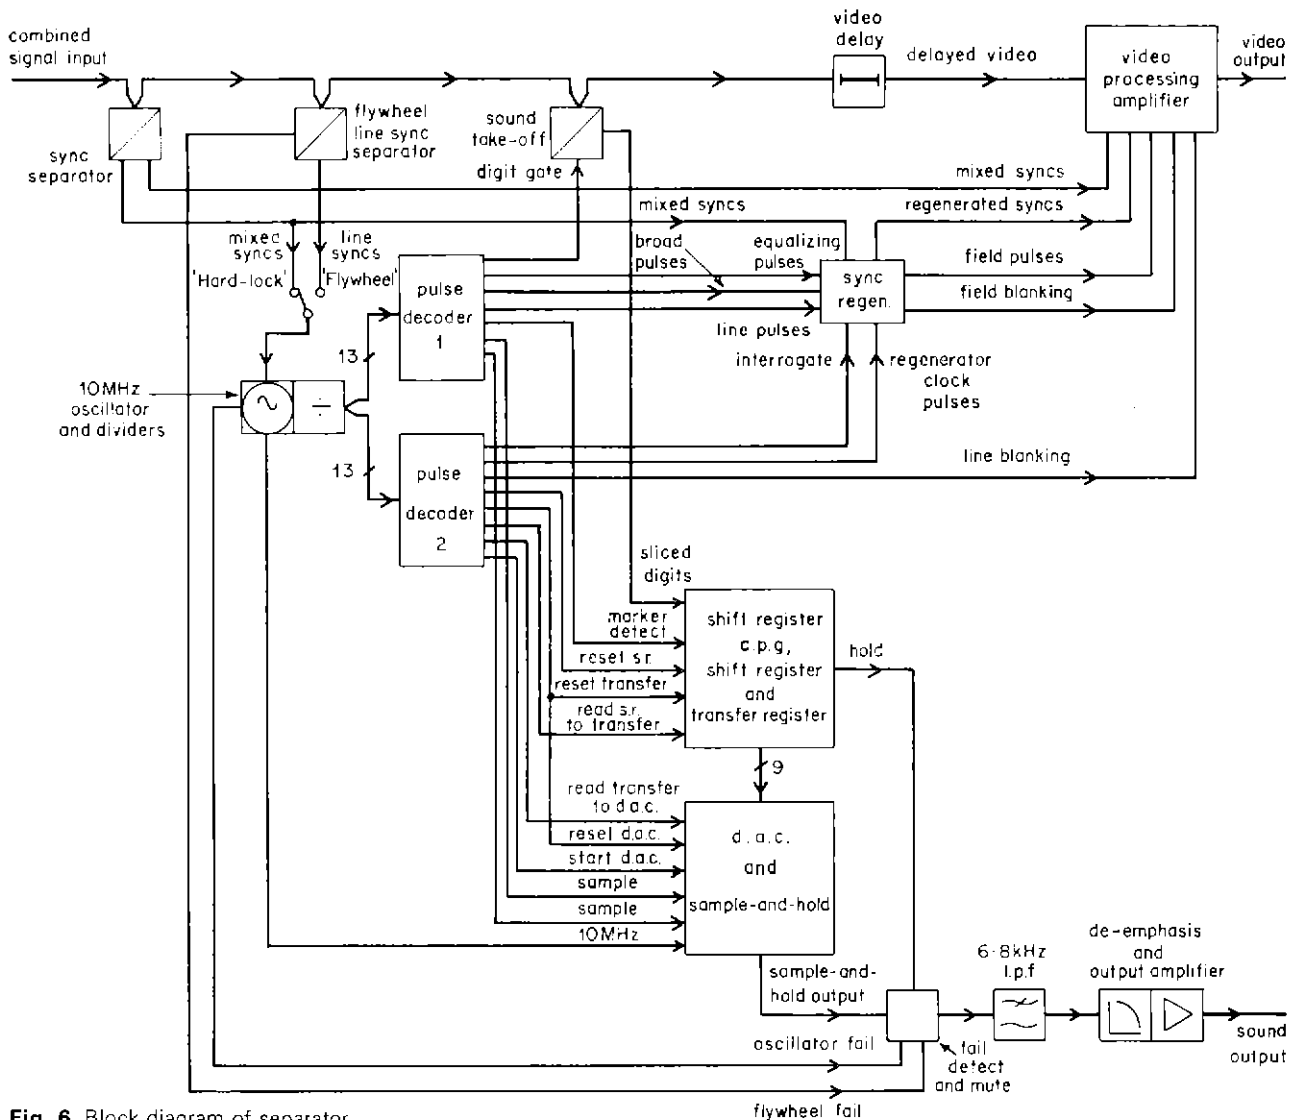 combined
signal input
video
delay
delayed video
video
processing
amplifier
video
output
sync
separator
flywheel
line sync
separator
sound
take-off
digit gate
mixed syncs
mixed syncs
regenerated syncs
mixed
syncs
line
syncs
'Hard-lock'
'Flywheel'
broad
pulses
equalizing
pulses
field pulses
field blanking
sync
regen.
pulse
decoder
1
line pulses
interrogate
regenerator
clock
pulses
13
10MHz
oscillator
and dividers
÷
13
pulse
decoder
2
line blanking
sliced
digits
marker
detect
reset s.r.
reset transfer
read s.r.
to transfer
shift register
c.p.g,
shift register
and
transfer register
hold
9
read transfer
to d.a.c.
reset d.a.c.
start d.a.c.
sample
sample
10MHz
d.a.c.
and
sample-and-hold
sample-and-
hold output
6·8kHz
l.p.f
de-emphasis
and
output amplifier
sound
output
oscillator fail
fail
detect
and mute
flywheel fail
Fig. 6 Block diagram of separator